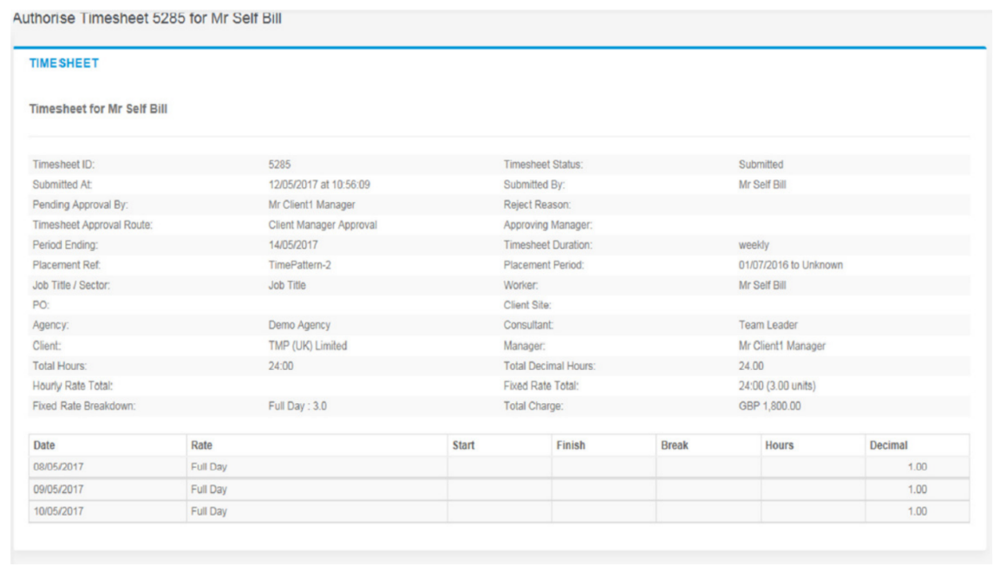 Authorise Timesheet 5285 for Mr Self Bill
TIMESHEET
Timesheet for Mr Self Bill
Timesheet ID: 5285 Timesheet Status: Submitted
Submitted At: 12/05/2017 at 10:56:09 Submitted By: Mr Self Bill
Pending Approval By: Mr Client1 Manager Reject Reason:
Timesheet Approval Route: Client Manager Approval Approving Manager:
Period Ending: 14/05/2017 Timesheet Duration: weekly
Placement Ref: TimePattern-2 Placement Period: 01/07/2016 to Unknown
Job Title / Sector: Job Title Worker: Mr Self Bill
PO: Client Site:
Agency: Demo Agency Consultant: Team Leader
Client: TMP (UK) Limited Manager: Mr Client1 Manager
Total Hours: 24:00 Total Decimal Hours: 24.00
Hourly Rate Total: Fixed Rate Total: 24:00 (3.00 units)
Fixed Rate Breakdown: Full Day : 3.0 Total Charge: GBP 1,800.00
Date Rate Start Finish Break Hours Decimal
08/05/2017 Full Day 1.00
09/05/2017 Full Day 1.00
10/05/2017 Full Day 1.00